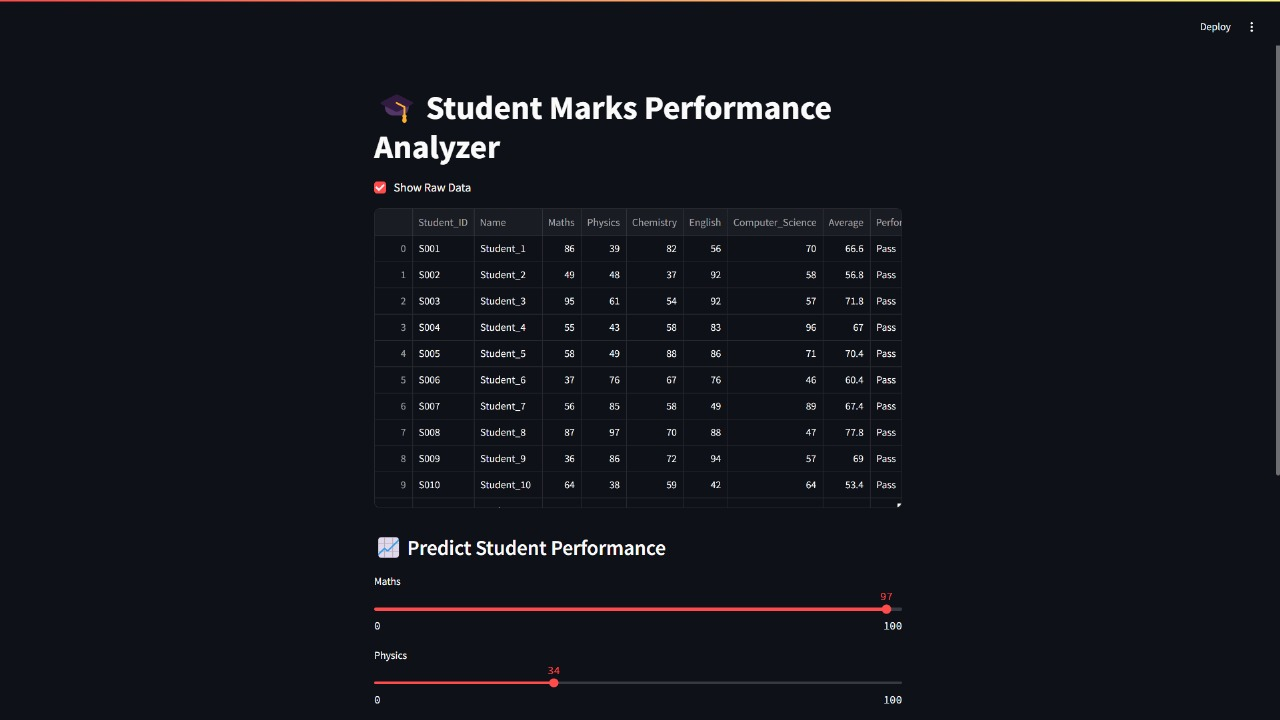 Deploy
Student Marks Performance
Analyzer
Show Raw Data
Student_ID Name Maths Physics Chemistry English Computer_Science Average Perfor
0 S001 Student_1 86 39 82 56 70 66.6 Pass
1 S002 Student_2 49 48 37 92 58 56.8 Pass
2 S003 Student_3 95 61 54 92 57 71.8 Pass
3 S004 Student_4 55 43 58 83 96 67 Pass
4 S005 Student_5 58 49 88 86 71 70.4 Pass
5 S006 Student_6 37 76 67 76 46 60.4 Pass
6 S007 Student_7 56 85 58 49 89 67.4 Pass
7 S008 Student_8 87 97 70 88 47 77.8 Pass
8 S009 Student_9 36 86 72 94 57 69 Pass
9 S010 Student_10 64 38 59 42 64 53.4 Pass
Predict Student Performance
Maths
97
0 100
Physics
34
0 100